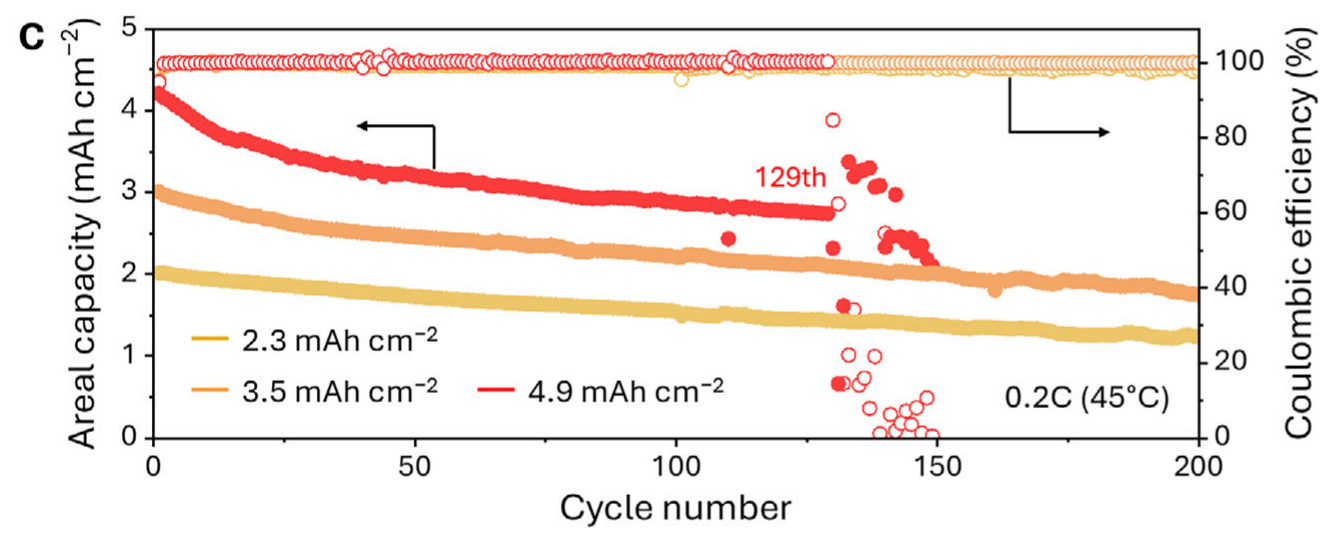 c
Areal capacity (mAh cm⁻²)
5
4
3
2
1
0
129th
2.3 mAh cm⁻²
3.5 mAh cm⁻²
4.9 mAh cm⁻²
0.2C (45°C)
100
80
60
40
20
0
Coulombic efficiency (%)
0
50
100
150
200
Cycle number